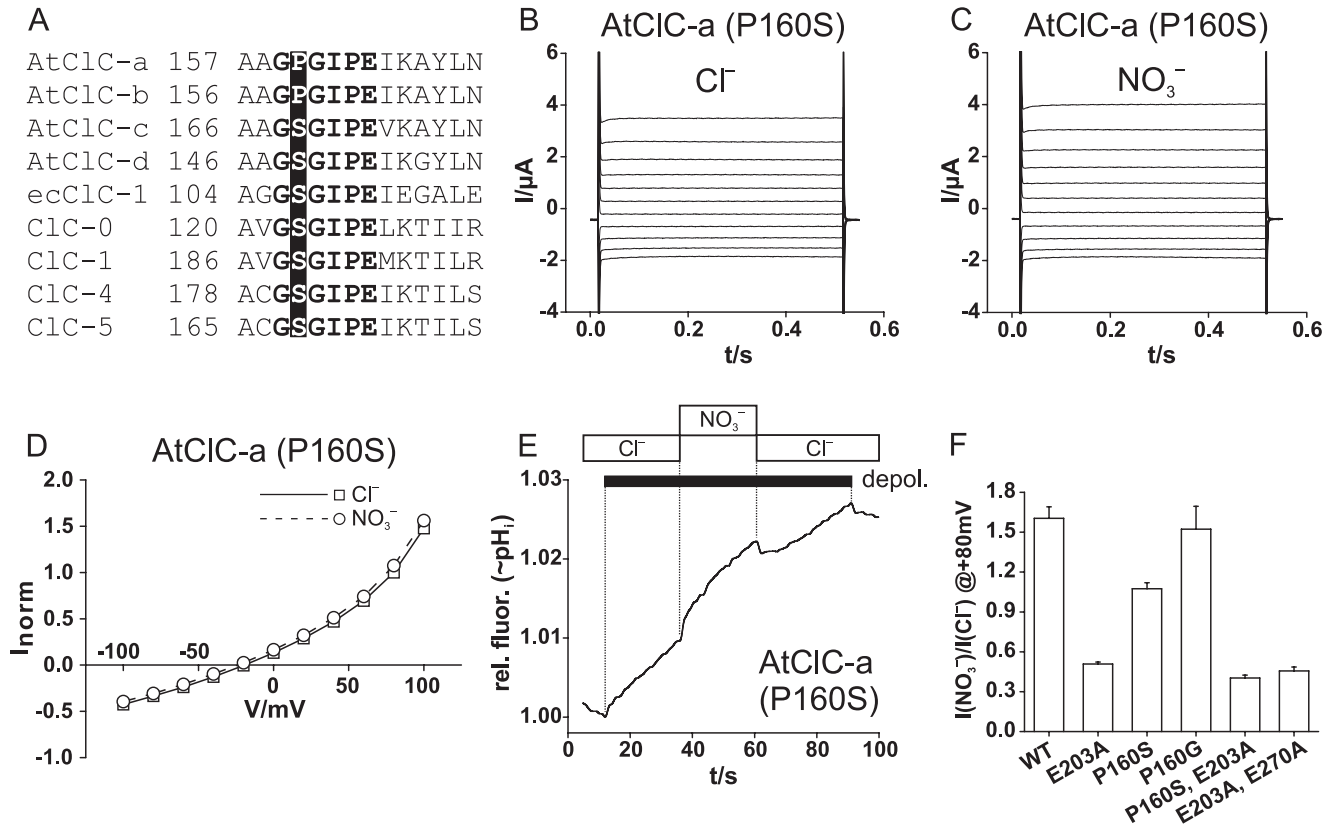 A
AtClC-a 157 AAGPGIPEIKAYLN
AtClC-b 156 AAGPGIPEIKAYLN
AtClC-c 166 AAGSGIPEVKAYLN
AtClC-d 146 AAGSGIPEIKGYLN
ecClC-1 104 AGGSGIPEIEGALE
ClC-0 120 AVGSGIPELKTIIR
ClC-1 186 AVGSGIPEMKTILR
ClC-4 178 ACGSGIPEIKTILS
ClC-5 165 ACGSGIPEIKTILS
B
AtClC-a (P160S)
Cl⁻
I/µA
6
4
2
0
-2
-4
0.0 0.2 0.4 0.6
t/s
C
AtClC-a (P160S)
NO₃⁻
I/µA
6
4
2
0
-2
-4
0.0 0.2 0.4 0.6
t/s
D
AtClC-a (P160S)
Cl⁻
NO₃⁻
Inorm
2.0
1.5
1.0
0.5
0.0
-0.5
-1.0
-100 -50 0 50 100
V/mV
E
NO₃⁻
Cl⁻ Cl⁻
depol.
rel. fluor. (~pHi)
1.03
1.02
1.01
1.00
AtClC-a
(P160S)
0 20 40 60 80 100
t/s
F
I(NO₃⁻)/I(Cl⁻) @+80mV
1.8
1.5
1.2
0.9
0.6
0.3
0.0
WT
E203A
P160S
P160G
P160S, E203A
E203A, E270A